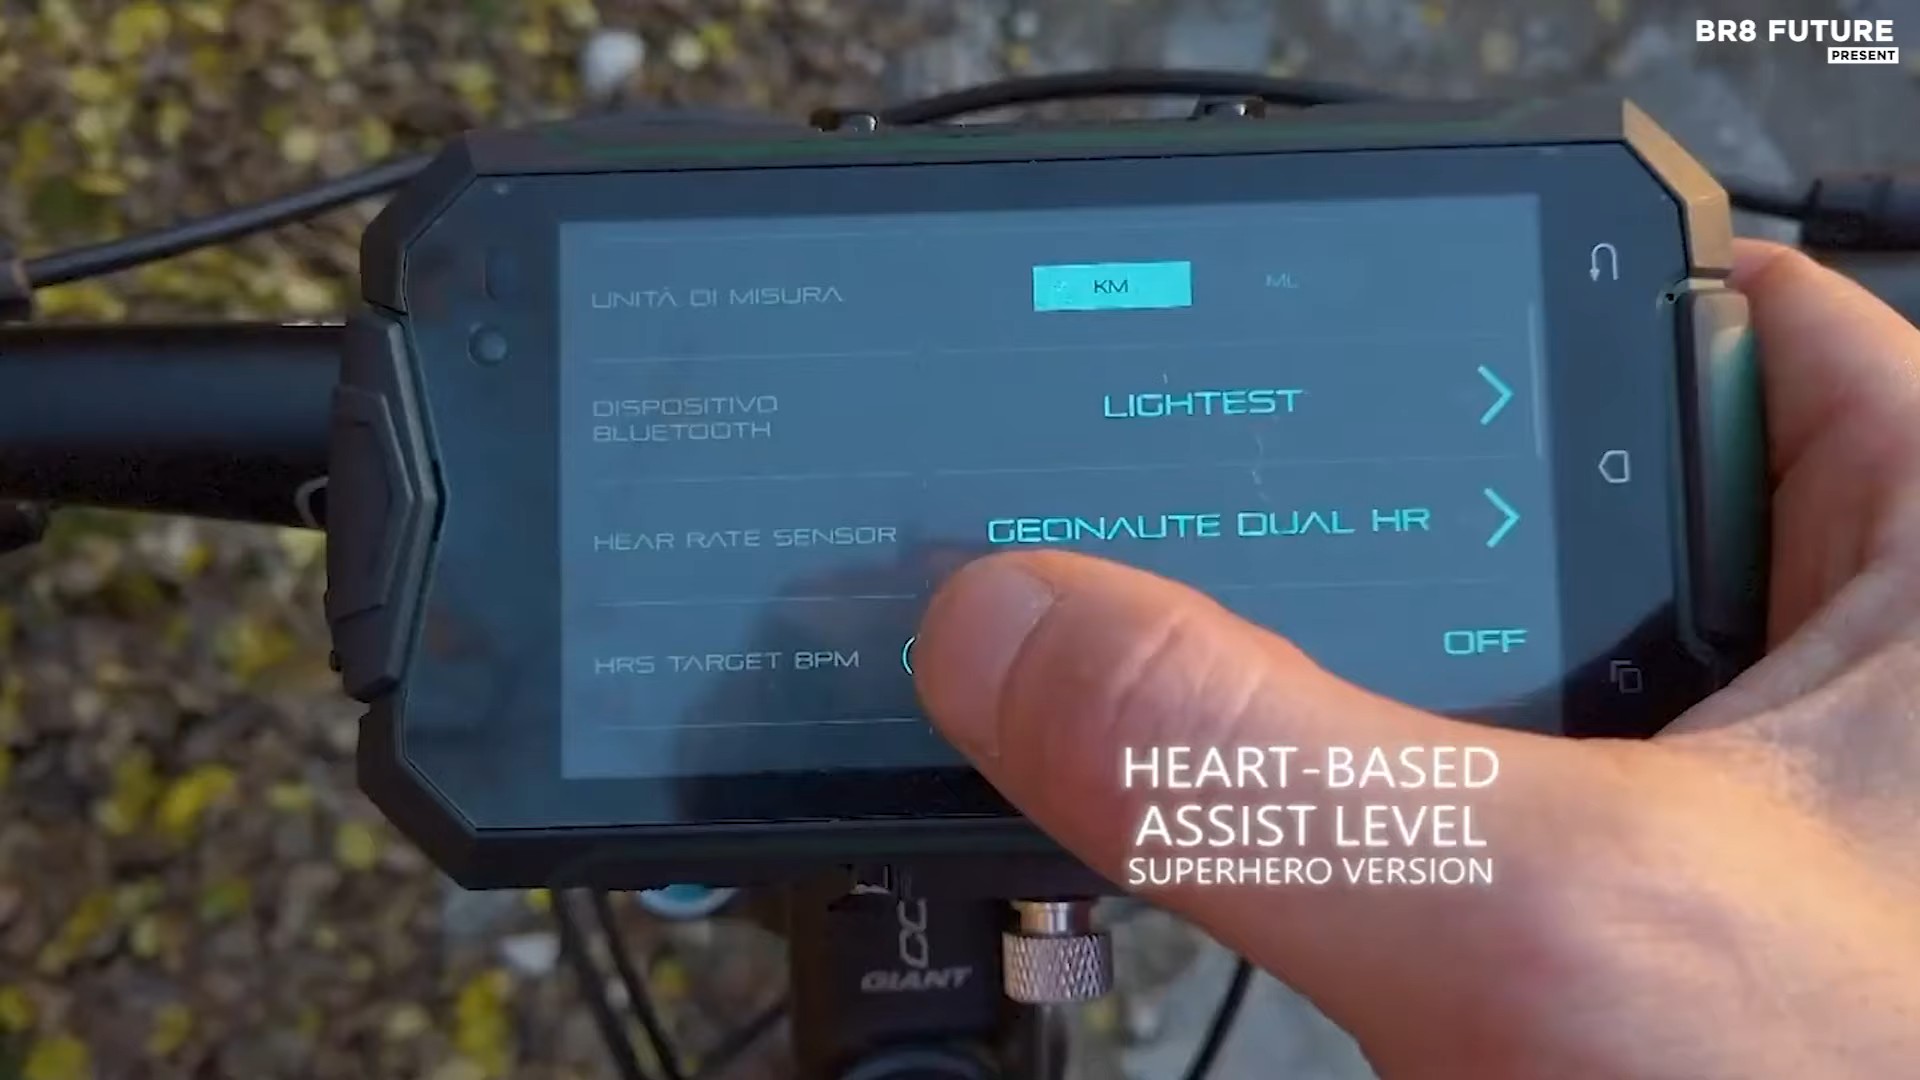 BR8 FUTURE
PRESENT
UNITÀ DI MISURA
KM
ML
DISPOSITIVO
BLUETOOTH
LIGHTEST
HEAR RATE SENSOR
GEONAUTE DUAL HR
HRS TARGET BPM
OFF
HEART-BASED
ASSIST LEVEL
SUPERHERO VERSION
GIANT